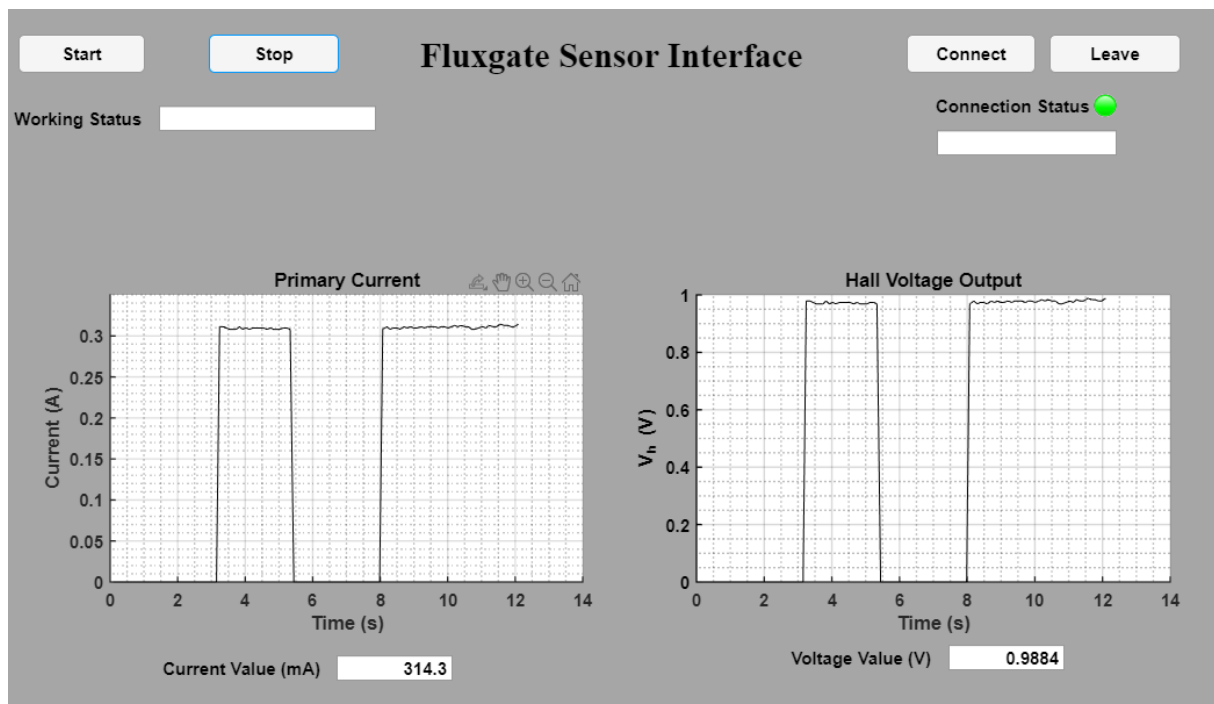 Start
Stop
Fluxgate Sensor Interface
Connect
Leave
Working Status
Connection Status
Primary Current
0.3
0.25
0.2
0.15
0.1
0.05
0
Current (A)
0 2 4 6 8 10 12 14
Time (s)
Current Value (mA) 314.3
Hall Voltage Output
1
0.8
0.6
0.4
0.2
0
Vₕ (V)
0 2 4 6 8 10 12 14
Time (s)
Voltage Value (V) 0.9884